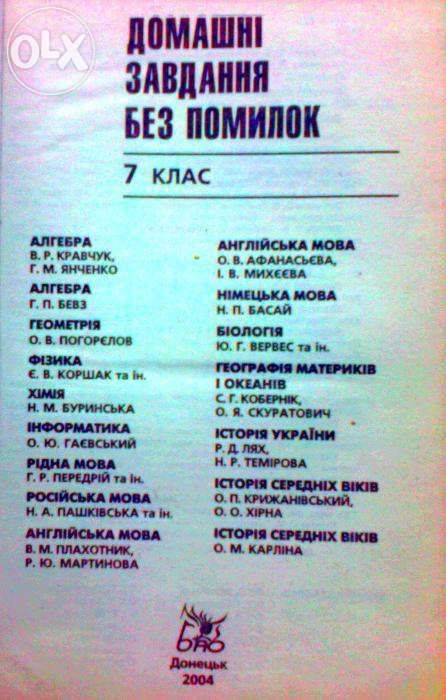 OLX
ДОМАШНІ
ЗАВДАННЯ
БЕЗ ПОМИЛОК
7 КЛАС
АЛГЕБРА
В. Р. КРАВЧУК,
Г. М. ЯНЧЕНКО
АЛГЕБРА
Г. П. БЕВЗ
ГЕОМЕТРІЯ
О. В. ПОГОРЄЛОВ
ФІЗИКА
Є. В. КОРШАК та ін.
ХІМІЯ
Н. М. БУРИНСЬКА
ІНФОРМАТИКА
О. Ю. ГАЄВСЬКИЙ
РІДНА МОВА
Г. Р. ПЕРЕДРІЙ та ін.
РОСІЙСЬКА МОВА
Н. А. ПАШКІВСЬКА та ін.
АНГЛІЙСЬКА МОВА
В. М. ПЛАХОТНИК,
Р. Ю. МАРТИНОВА
АНГЛІЙСЬКА МОВА
О. В. АФАНАСЬЄВА,
І. В. МИХЄЄВА
НІМЕЦЬКА МОВА
Н. П. БАСАЙ
БІОЛОГІЯ
Ю. Г. ВЕРВЕС та ін.
ГЕОГРАФІЯ МАТЕРИКІВ
І ОКЕАНІВ
С. Г. КОБЕРНІК,
О. Я. СКУРАТОВИЧ
ІСТОРІЯ УКРАЇНИ
Р. Д. ЛЯХ,
Н. Р. ТЕМІРОВА
ІСТОРІЯ СЕРЕДНІХ ВІКІВ
О. П. КРИЖАНІВСЬКИЙ,
О. О. ХІРНА
ІСТОРІЯ СЕРЕДНІХ ВІКІВ
О. М. КАРЛІНА
БАО
Донецьк
2004